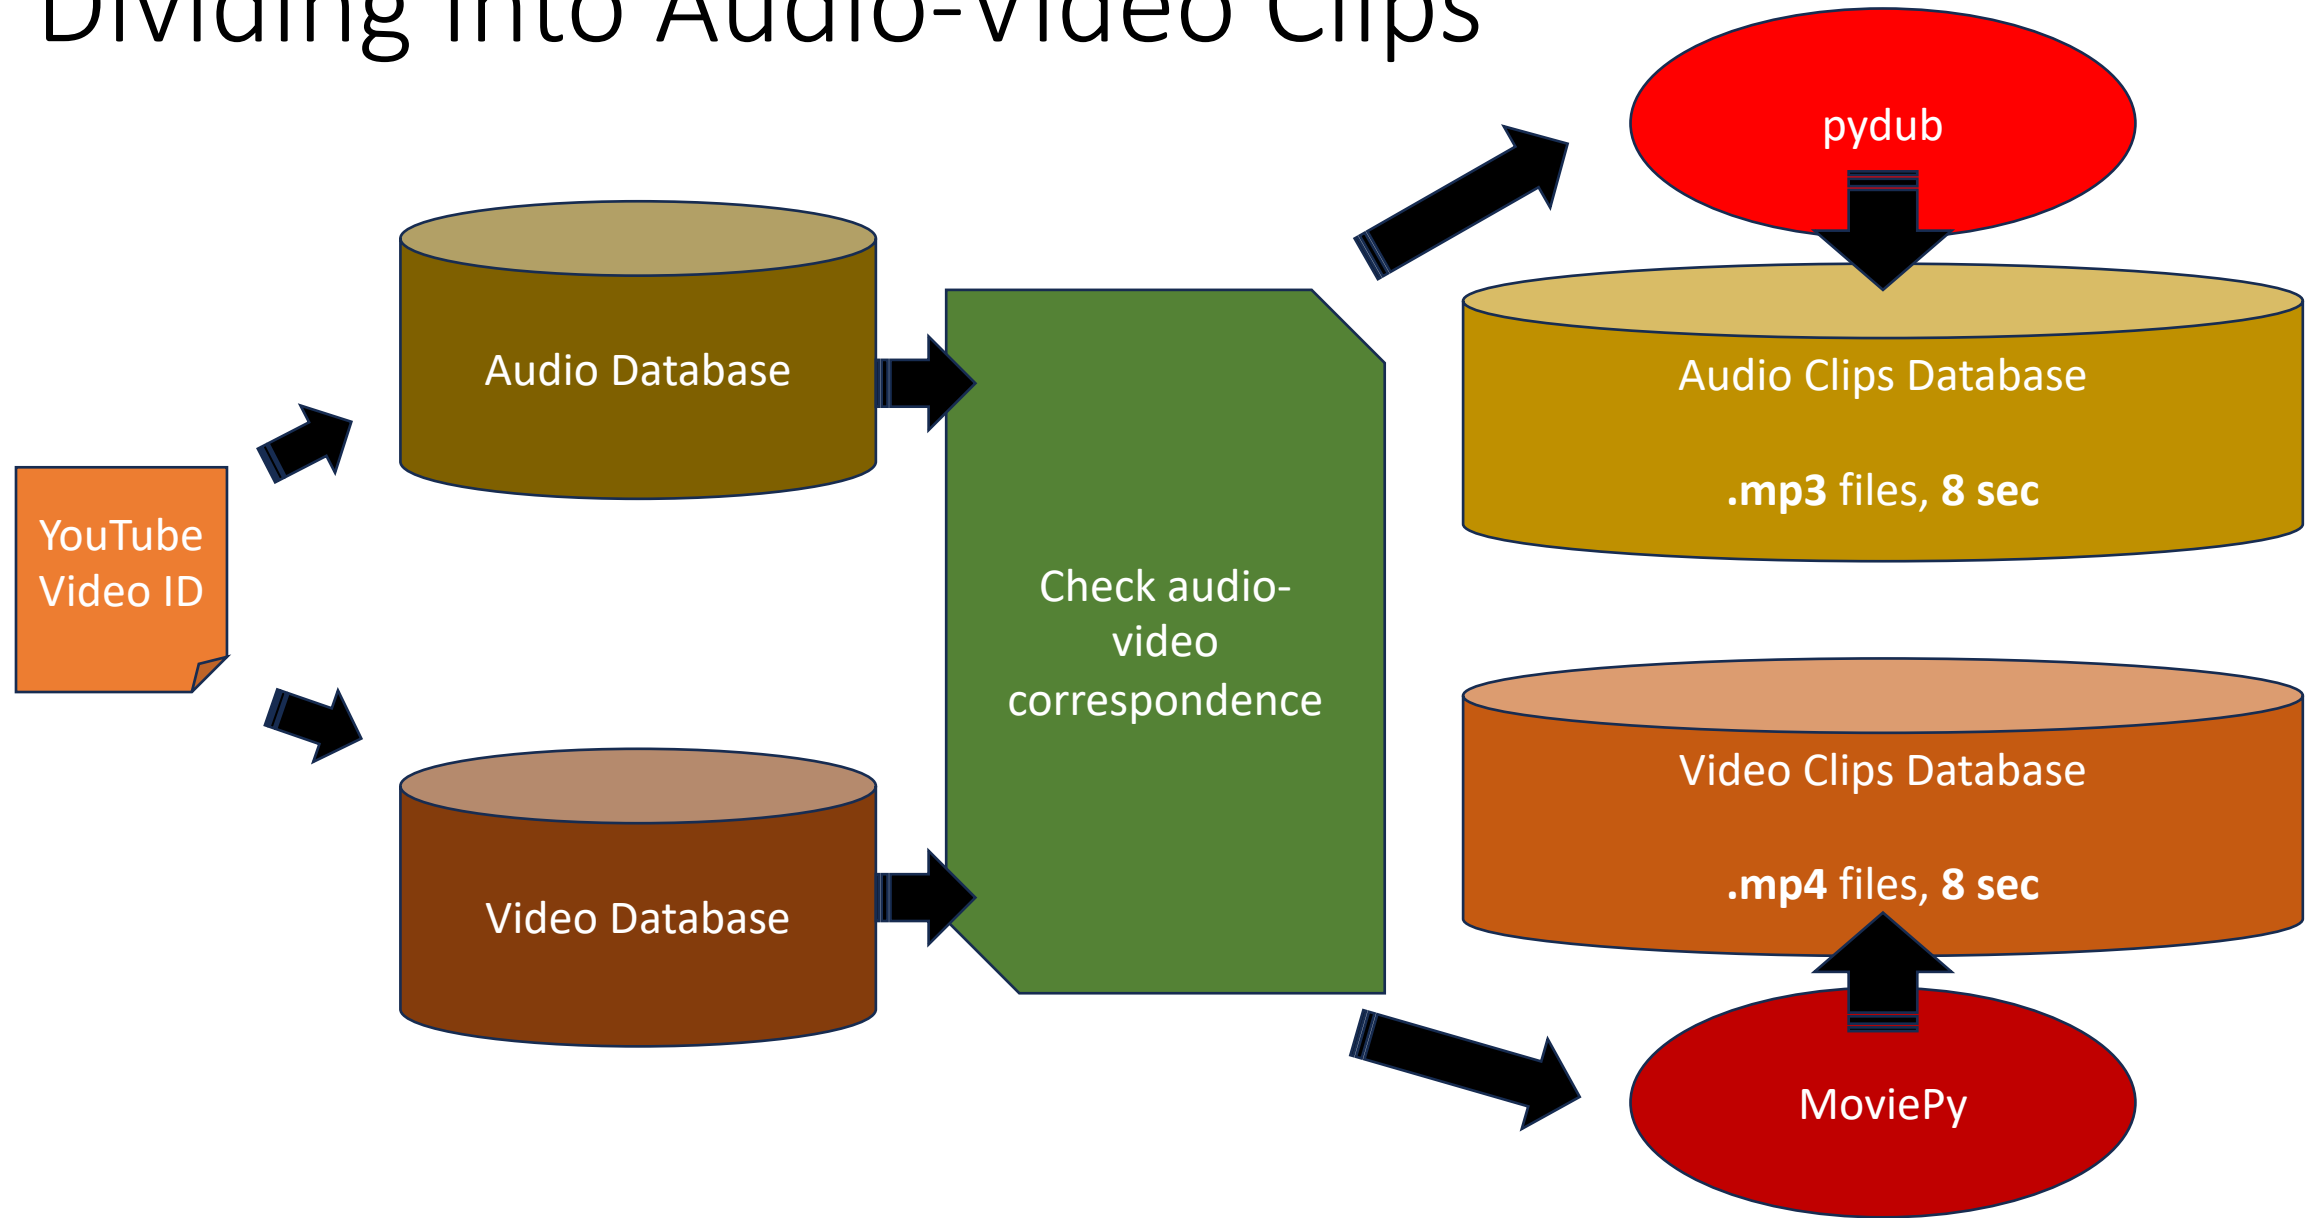 Dividing into Audio-Video Clips
pydub
Audio Database
Audio Clips Database
.mp3 files, 8 sec
YouTube
Video ID
Check audio-
video
correspondence
Video Database
Video Clips Database
.mp4 files, 8 sec
MoviePy